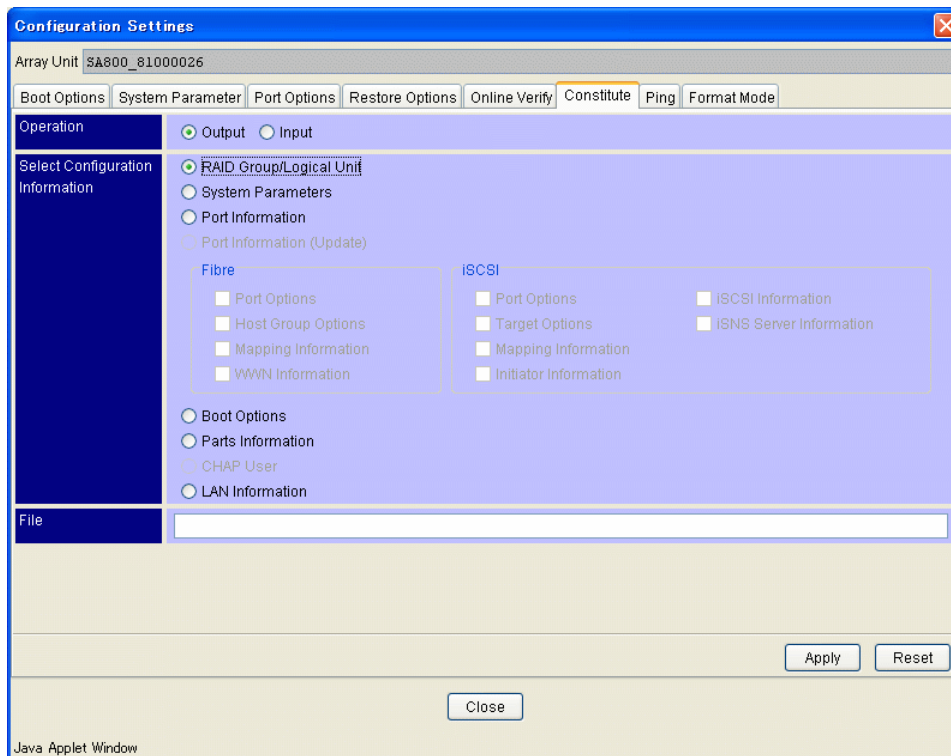 Configuration Settings
Array Unit SA800_81000026
Boot Options System Parameter Port Options Restore Options Online Verify Constitute Ping Format Mode
Operation
Output Input
Select Configuration Information
RAID Group/Logical Unit
System Parameters
Port Information
Port Information (Update)
Fibre
Port Options
Host Group Options
Mapping Information
WWN Information
iSCSI
Port Options
Target Options
Mapping Information
Initiator Information
iSCSI Information
iSNS Server Information
Boot Options
Parts Information
CHAP User
LAN Information
File
Apply Reset
Close
Java Applet Window